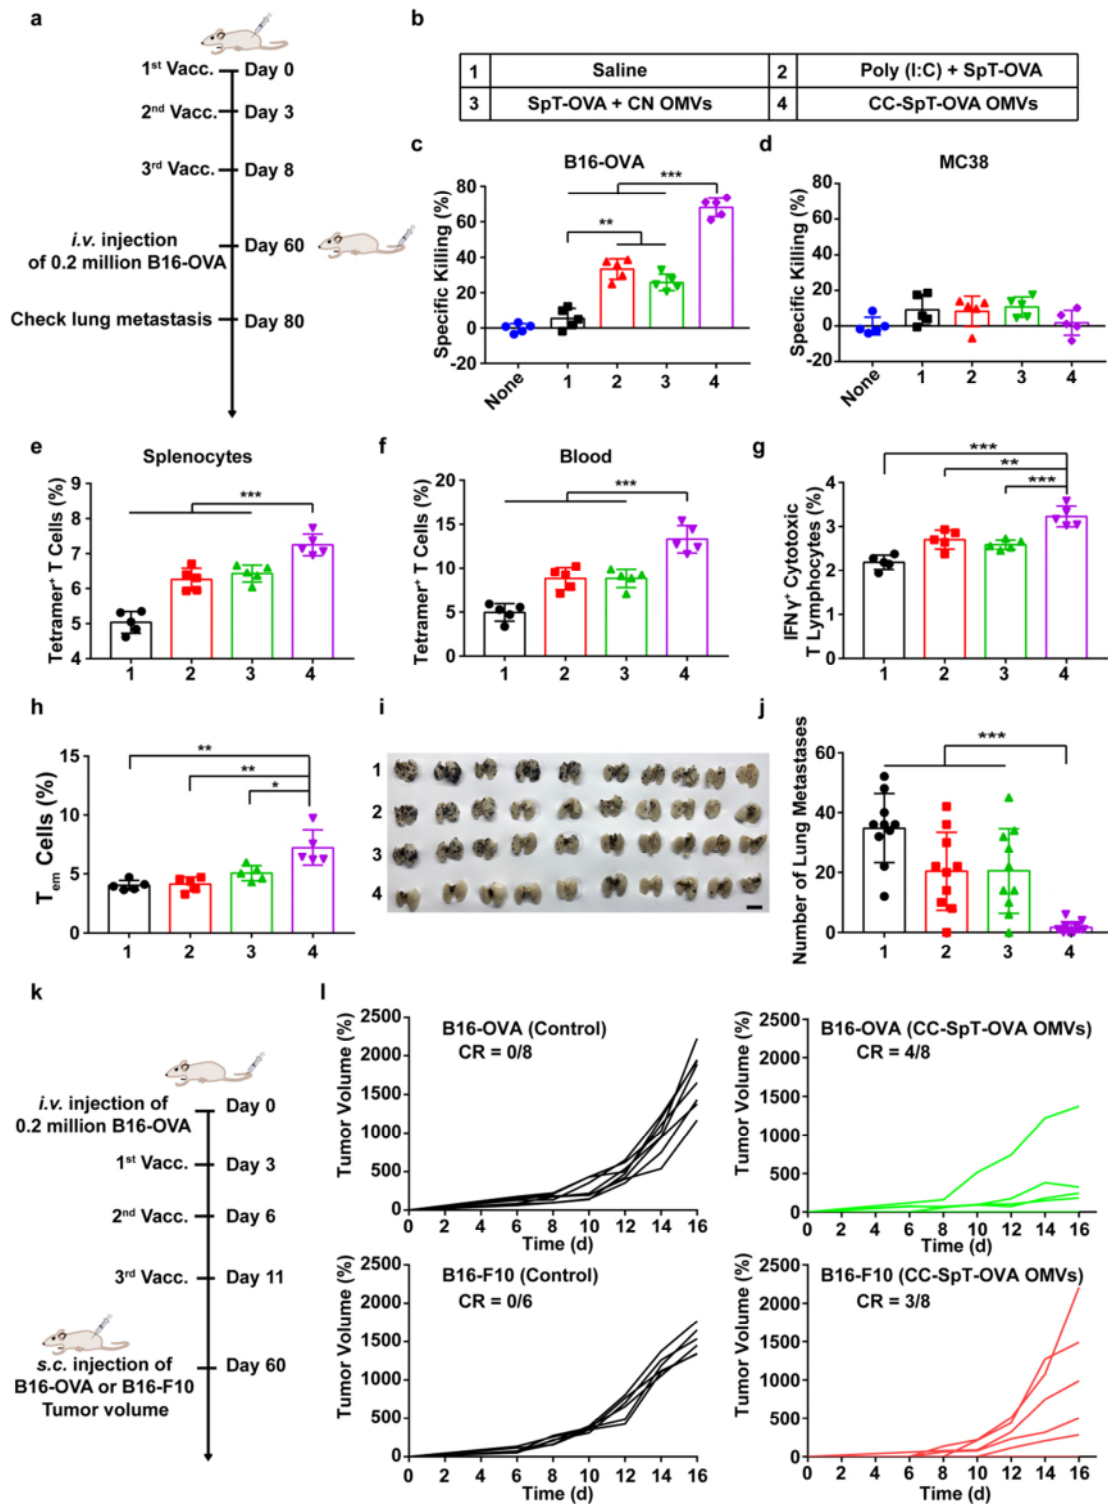 a
1st Vacc. Day 0
2nd Vacc. Day 3
3rd Vacc. Day 8
i.v. injection
of 0.2 million B16-OVA
Day 60
Check lung metastasis Day 80
b
1 Saline 2 Poly (I:C) + SpT-OVA
3 SpT-OVA + CN OMVs 4 CC-SpT-OVA OMVs
c
B16-OVA
Specific Killing (%)
80
60
40
20
0
-20
**
***
None 1 2 3 4
d
MC38
Specific Killing (%)
80
60
40
20
0
-20
None 1 2 3 4
e
Splenocytes
Tetramer+ T Cells (%)
9
8
7
6
5
4
***
1 2 3 4
f
Blood
Tetramer+ T Cells (%)
20
15
10
5
0
***
1 2 3 4
g
IFNγ+ Cytotoxic
T Lymphocytes (%)
4
3
2
1
0
***
**
***
1 2 3 4
h
Tem Cells (%)
15
10
5
0
**
**
*
1 2 3 4
i
1
2
3
4
j
Number of Lung Metastases
60
40
20
0
***
1 2 3 4
k
i.v. injection of
0.2 million B16-OVA
Day 0
1st Vacc. Day 3
2nd Vacc. Day 6
3rd Vacc. Day 11
s.c. injection of
B16-OVA or B16-F10
Tumor volume
Day 60
l
B16-OVA (Control)
CR = 0/8
Tumor Volume (%)
2500
2000
1500
1000
500
0
0 2 4 6 8 10 12 14 16
Time (d)
B16-OVA (CC-SpT-OVA OMVs)
CR = 4/8
Tumor Volume (%)
2500
2000
1500
1000
500
0
0 2 4 6 8 10 12 14 16
Time (d)
B16-F10 (Control)
CR = 0/6
Tumor Volume (%)
2500
2000
1500
1000
500
0
0 2 4 6 8 10 12 14 16
Time (d)
B16-F10 (CC-SpT-OVA OMVs)
CR = 3/8
Tumor Volume (%)
2500
2000
1500
1000
500
0
0 2 4 6 8 10 12 14 16
Time (d)